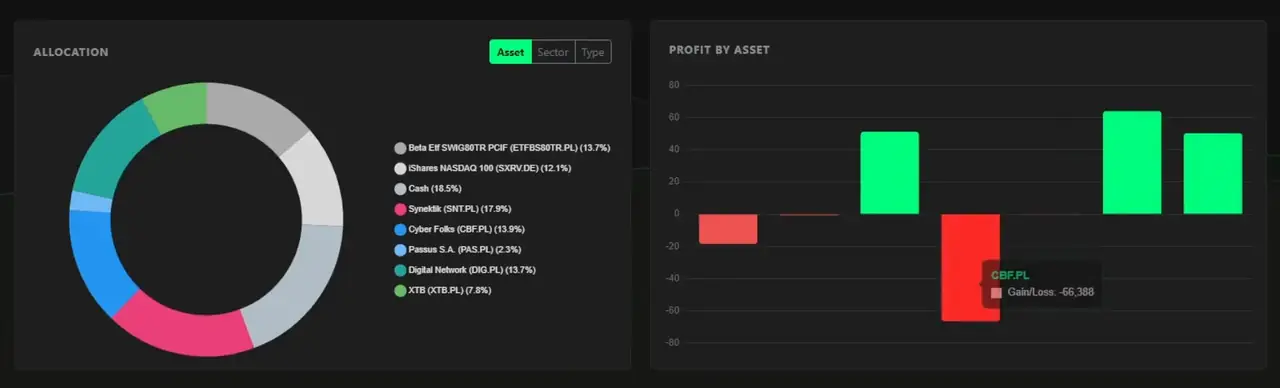 ALLOCATION
Asset Sector Type
Beta Etf SWIG80TR PCIF (ETFBS80TR.PL) (13.7%)
iShares NASDAQ 100 (SXRV.DE) (12.1%)
Cash (18.5%)
Synektik (SNT.PL) (17.9%)
Cyber Folks (CBF.PL) (13.9%)
Passus S.A. (PAS.PL) (2.3%)
Digital Network (DIG.PL) (13.7%)
XTB (XTB.PL) (7.8%)
PROFIT BY ASSET
80
60
40
20
0
-20
-40
-60
-80
CBF.PL
Gain/Loss: -66,388